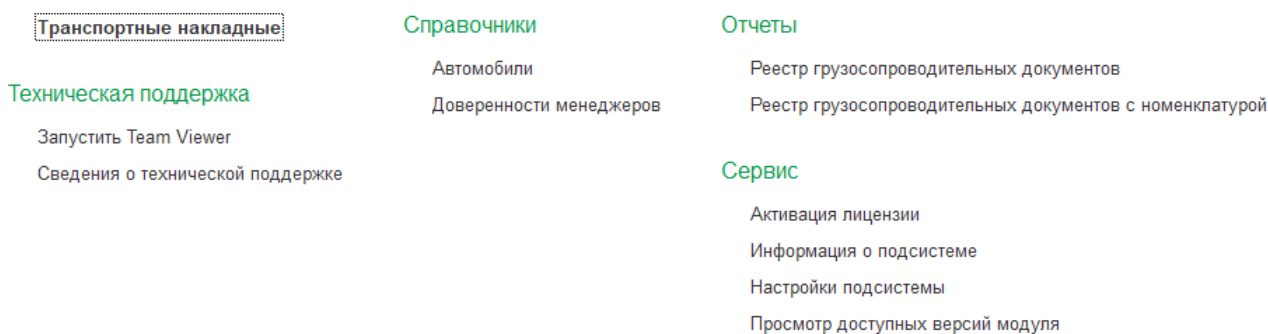 Транспортные накладные
Техническая поддержка
Запустить Team Viewer
Сведения о технической поддержке
Справочники
Автомобили
Доверенности менеджеров
Отчеты
Реестр грузосопроводительных документов
Реестр грузосопроводительных документов с номенклатурой
Сервис
Активация лицензии
Информация о подсистеме
Настройки подсистемы
Просмотр доступных версий модуля